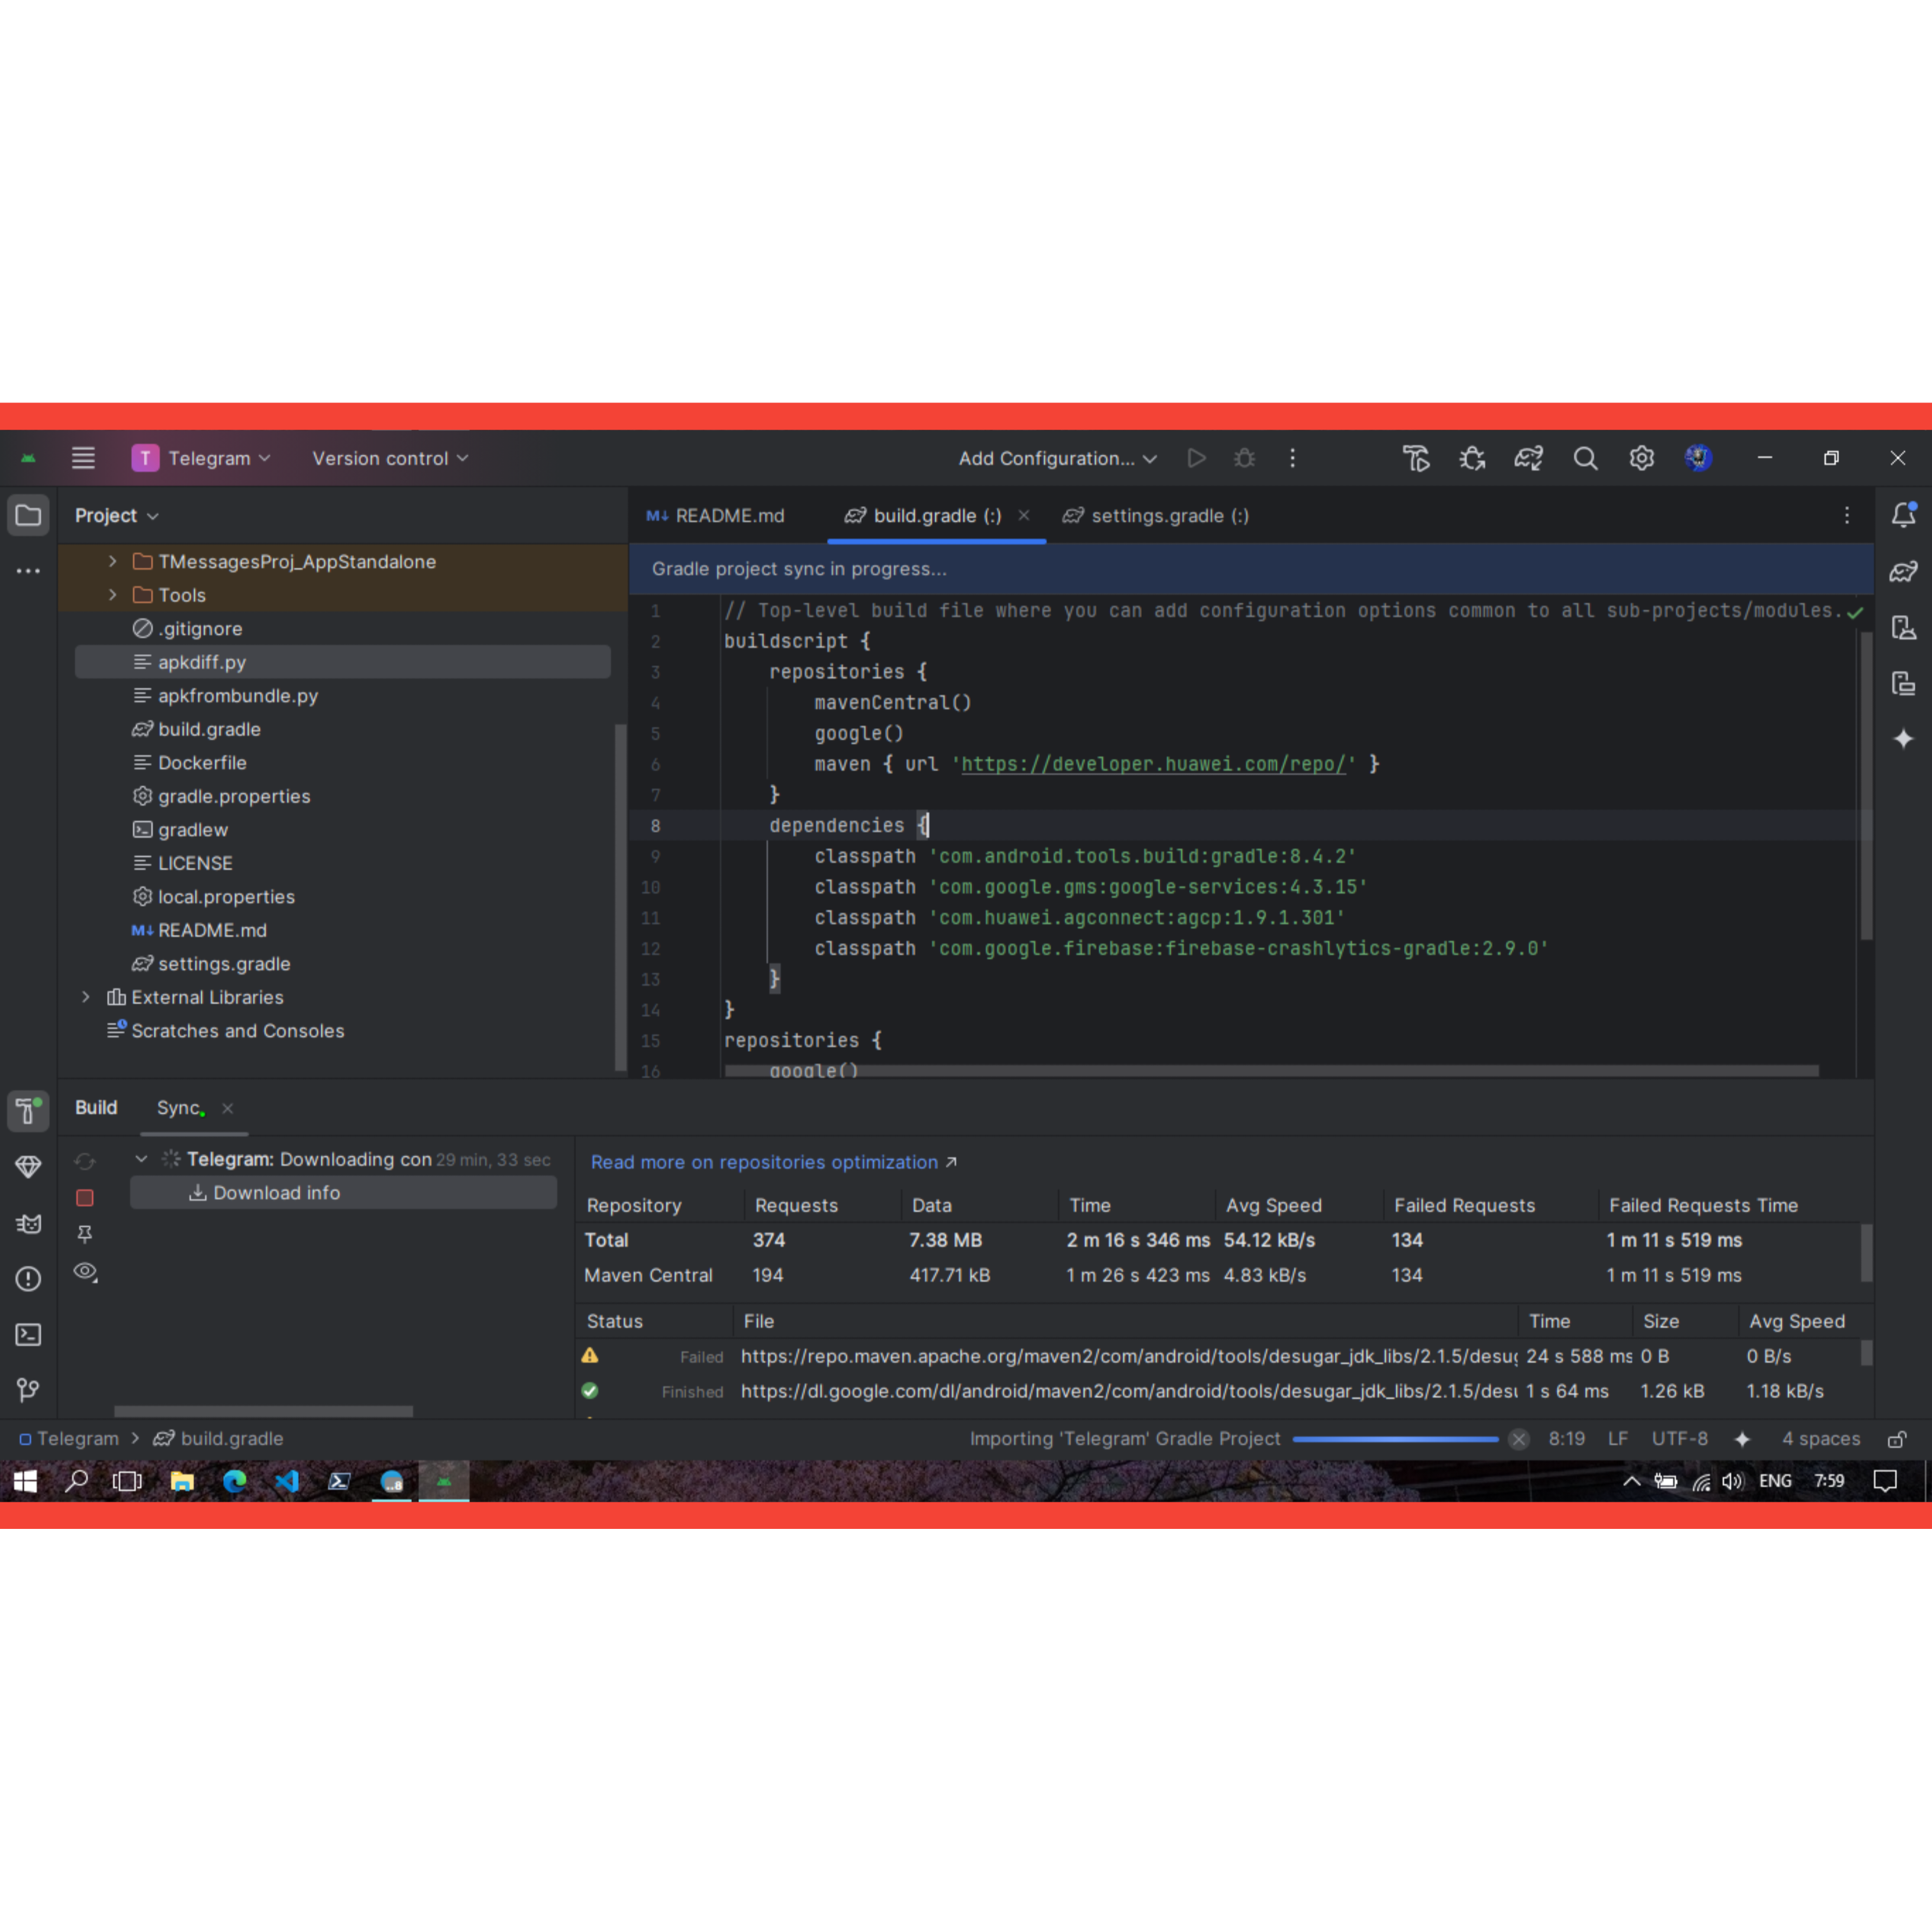 T Telegram Version control Add Configuration...
Project
README.md build.gradle (:) settings.gradle (:)
TMessagesProj_AppStandalone
Tools
.gitignore
apkdiff.py
apkfrombundle.py
build.gradle
Dockerfile
gradle.properties
gradlew
LICENSE
local.properties
README.md
settings.gradle
External Libraries
Scratches and Consoles
Gradle project sync in progress...
1 // Top-level build file where you can add configuration options common to all sub-projects/modules.
2 buildscript {
3 repositories {
4 mavenCentral()
5 google()
6 maven { url 'https://developer.huawei.com/repo/' }
7 }
8 dependencies {
9 classpath 'com.android.tools.build:gradle:8.4.2'
10 classpath 'com.google.gms:google-services:4.3.15'
11 classpath 'com.huawei.agconnect:agcp:1.9.1.301'
12 classpath 'com.google.firebase:firebase-crashlytics-gradle:2.9.0'
13 }
14 }
15 repositories {
16 google()
Build Sync
Telegram: Downloading con 29 min, 33 sec
Download info
Read more on repositories optimization
Repository Requests Data Time Avg Speed Failed Requests Failed Requests Time
Total 374 7.38 MB 2 m 16 s 346 ms 54.12 kB/s 134 1 m 11 s 519 ms
Maven Central 194 417.71 kB 1 m 26 s 423 ms 4.83 kB/s 134 1 m 11 s 519 ms
Status File Time Size Avg Speed
Failed https://repo.maven.apache.org/maven2/com/android/tools/desugar_jdk_libs/2.1.5/desug 24 s 588 ms 0 B 0 B/s
Finished https://dl.google.com/dl/android/maven2/com/android/tools/desugar_jdk_libs/2.1.5/desu 1 s 64 ms 1.26 kB 1.18 kB/s
Telegram > build.gradle Importing 'Telegram' Gradle Project 8:19 LF UTF-8 4 spaces
ENG 7:59